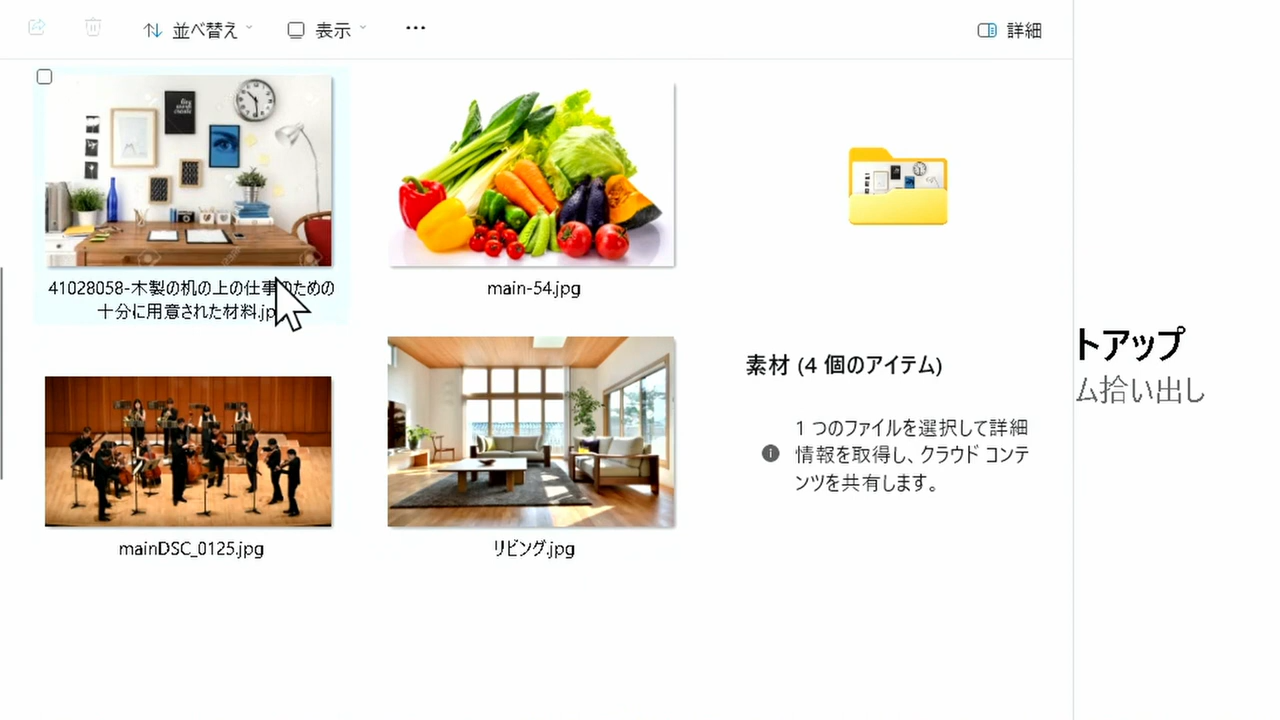 並べ替え
表示
詳細
41028058-木製の机の上の仕事のための
十分に用意された材料.jp
main-54.jpg
mainDSC_0125.jpg
リビング.jpg
素材 (4 個のアイテム)
1 つのファイルを選択して詳細
情報を取得し、クラウド コンテ
ンツを共有します。
トアップ
ム拾い出し